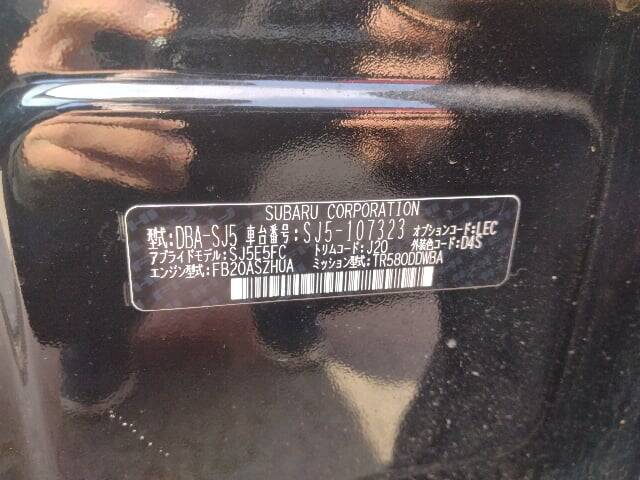 SUBARU CORPORATION
型式:DBA-SJ5 車台番号:SJ5-107323 オプションコード:LEC
アプライドモデル:SJ5E5FC トリムコード:J20 外装色コード:D4S
エンジン型式:FB20ASZHUA ミッション型式:TR580DDWBA